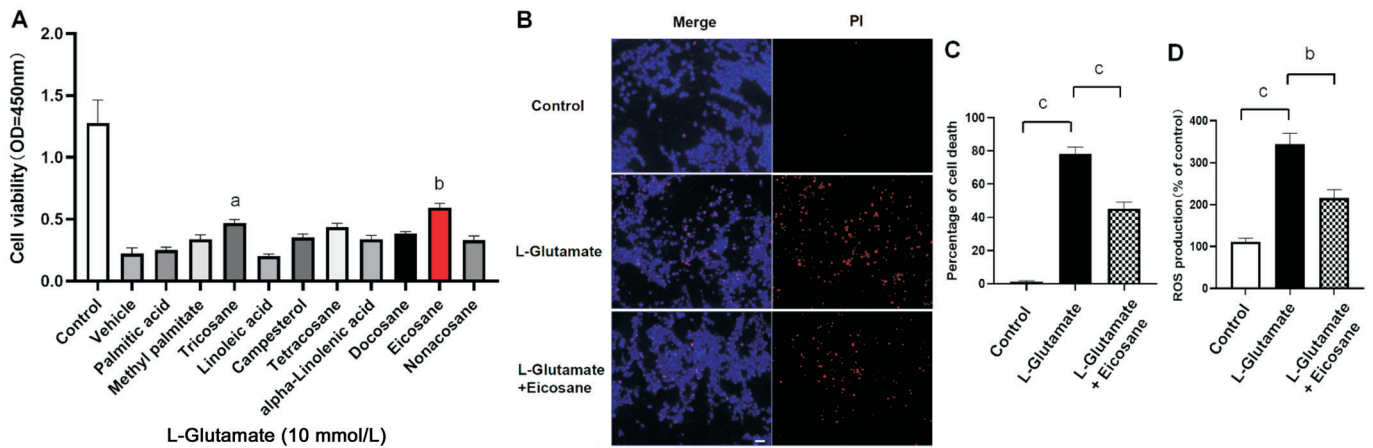 A
Cell viability(OD=450nm)
2.0
1.5
1.0
0.5
0.0
a
b
Control
Vehicle
Palmitic acid
Methyl palmitate
Tricosane
Linoleic acid
Campesterol
Tetracosane
alpha-Linolenic acid
Docosane
Eicosane
Nonacosane
L-Glutamate (10 mmol/L)
B
Merge
PI
Control
L-Glutamate
L-Glutamate
+Eicosane
C
Percentage of cell death
100
80
60
40
20
0
c
c
Control
L-Glutamate
L-Glutamate
+ Eicosane
D
ROS production(% of control)
400
300
200
100
0
c
b
Control
L-Glutamate
L-Glutamate
+ Eicosane